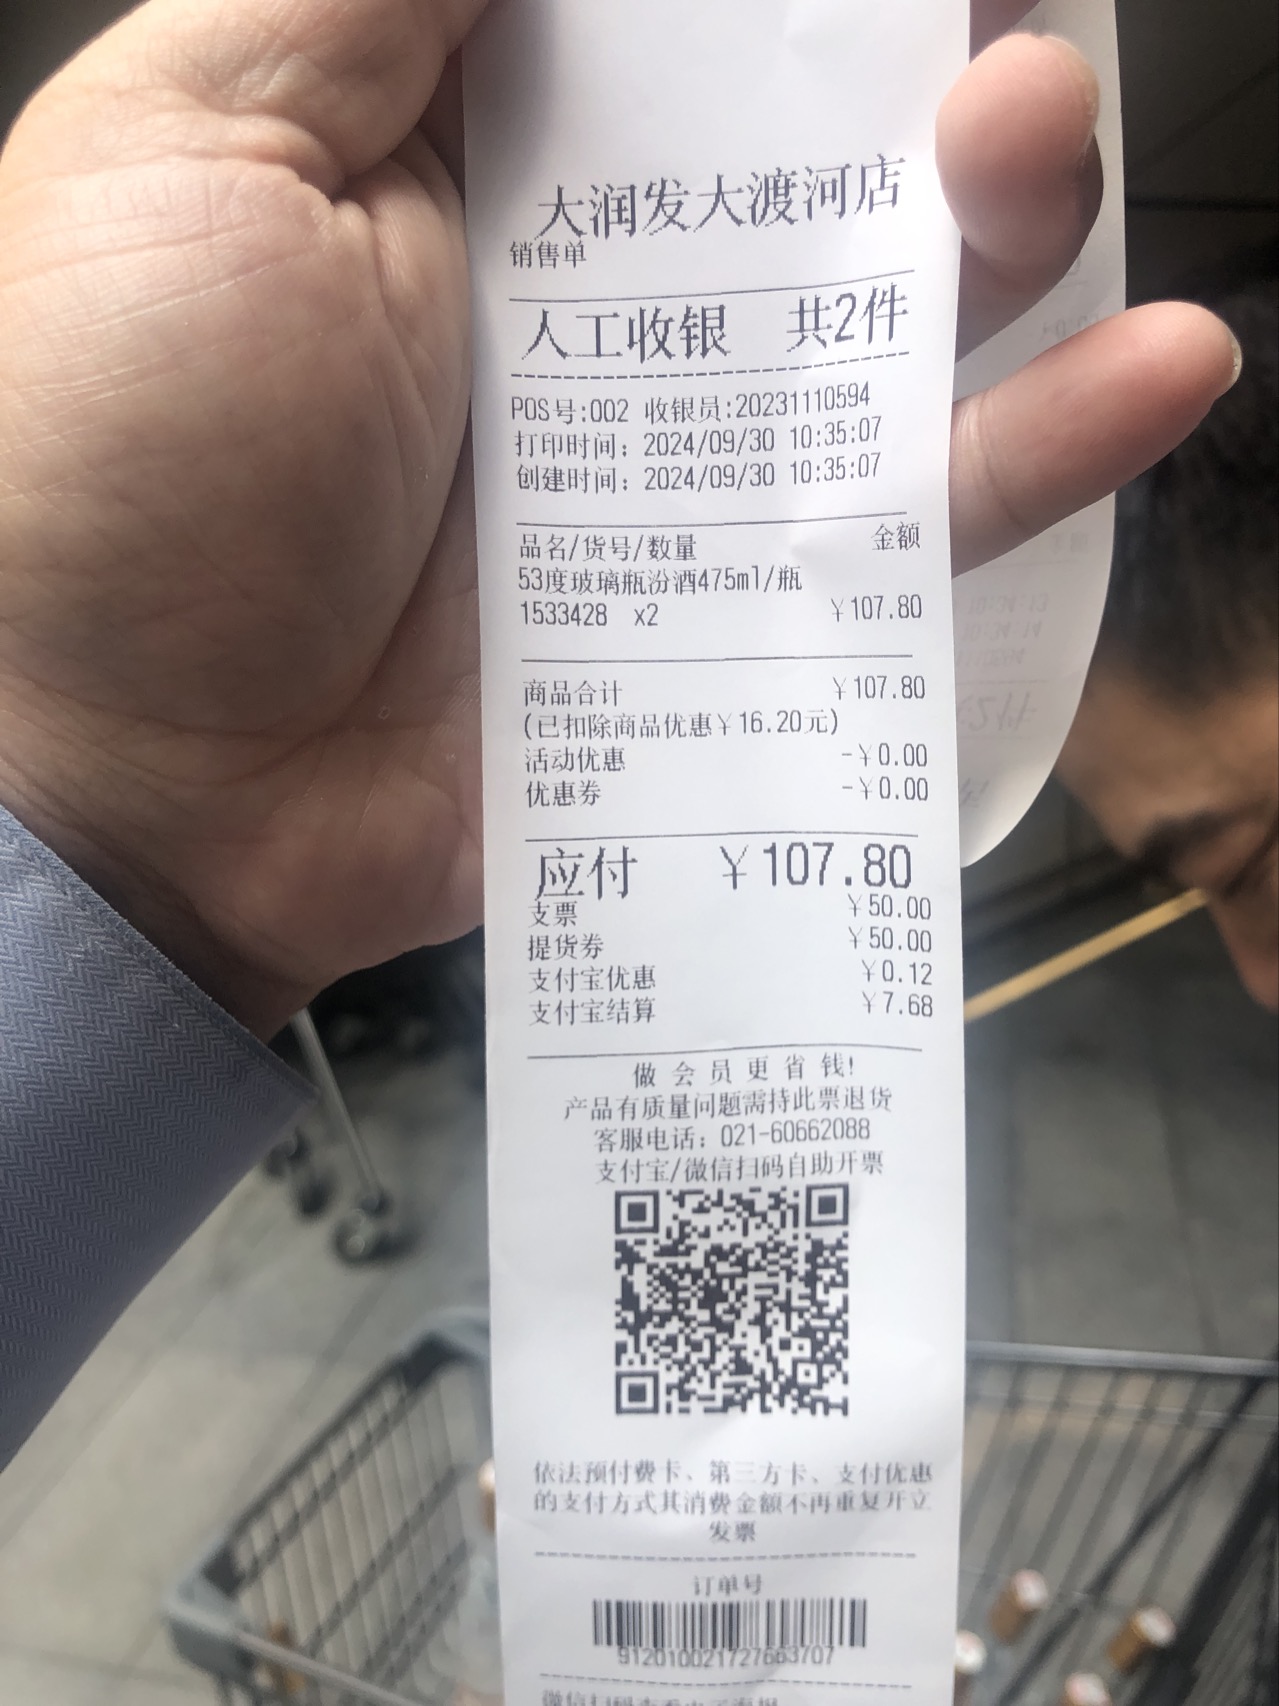 大润发大渡河店
销售单
人工收银 共2件
POS号:002 收银员:20231110594
打印时间: 2024/09/30 10:35:07
创建时间: 2024/09/30 10:35:07
品名/货号/数量 金额
53度玻璃瓶汾酒475ml/瓶
1533428 x2 ￥107.80
商品合计 ￥107.80
(已扣除商品优惠￥16.20元)
活动优惠 -￥0.00
优惠券 -￥0.00
应付 ￥107.80
支票 ￥50.00
提货券 ￥50.00
支付宝优惠 ￥0.12
支付宝结算 ￥7.68
做会员更省钱!
产品有质量问题需持此票退货
客服电话: 021-60662088
支付宝/微信扫码自助开票
依法预付费卡、第三方卡、支付优惠
的支付方式其消费金额不再重复开立
发票
订单号
912010021727663707